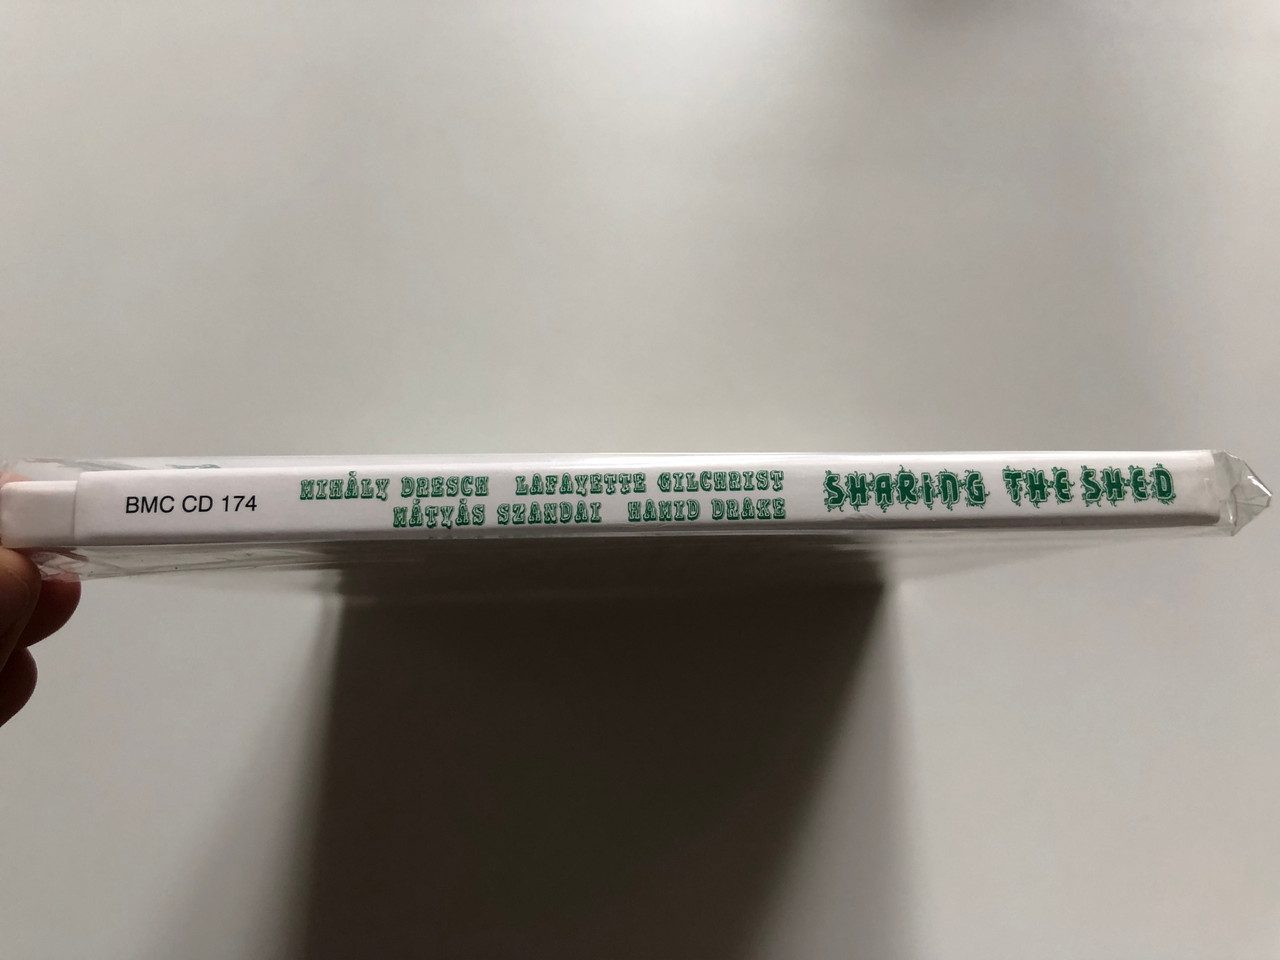 BMC CD 174
MIHÁLY DRESCH LAFAYETTE GILCHRIST
MÁTYÁS SZANDAI HAMID DRAKE
SHARiNG THE SHED